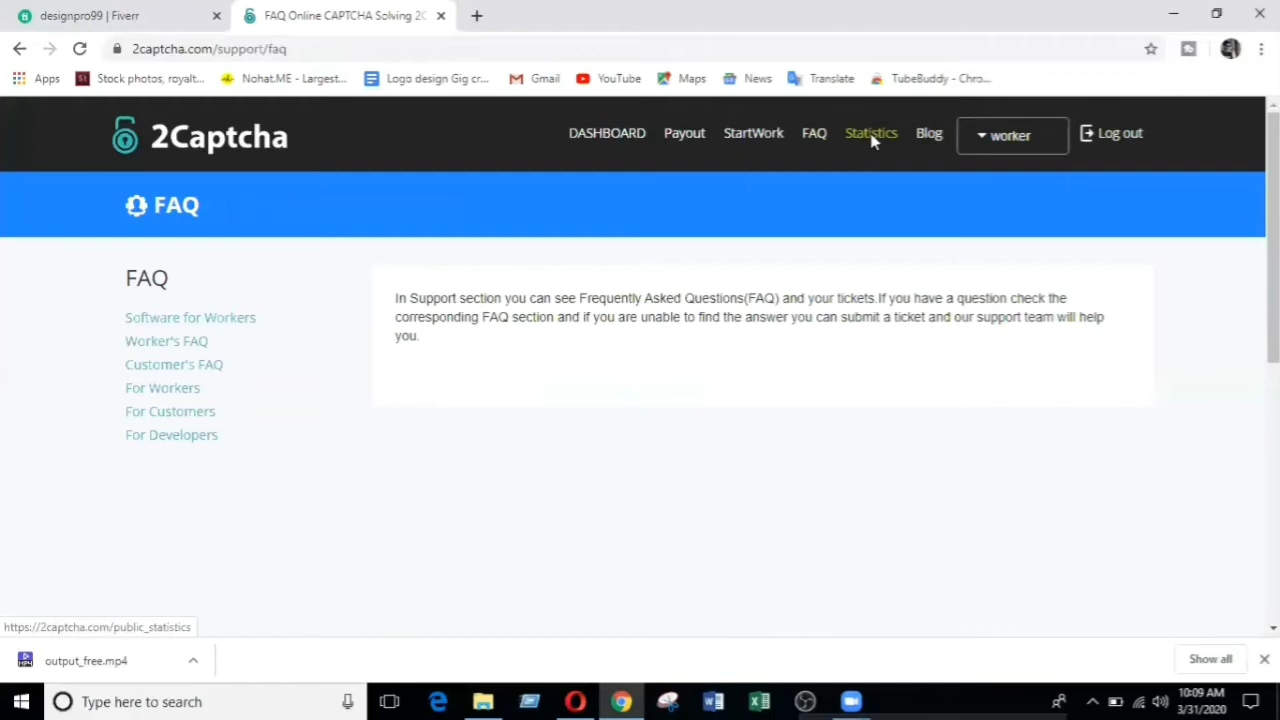 designpro99 | Fiverr
FAQ Online CAPTCHA Solving 2C
2captcha.com/support/faq
Apps
Stock photos, royalt...
Nohat.ME - Largest...
Logo design Gig cr...
Gmail
YouTube
Maps
News
Translate
TubeBuddy - Chro...
2Captcha
DASHBOARD
Payout
StartWork
FAQ
Statistics
Blog
worker
Log out
FAQ
FAQ
Software for Workers
Worker's FAQ
Customer's FAQ
For Workers
For Customers
For Developers
In Support section you can see Frequently Asked Questions(FAQ) and your tickets.If you have a question check the
corresponding FAQ section and if you are unable to find the answer you can submit a ticket and our support team will help
you.
https://2captcha.com/public_statistics
output_free.mp4
Show all
Type here to search
10:09 AM
3/31/2020